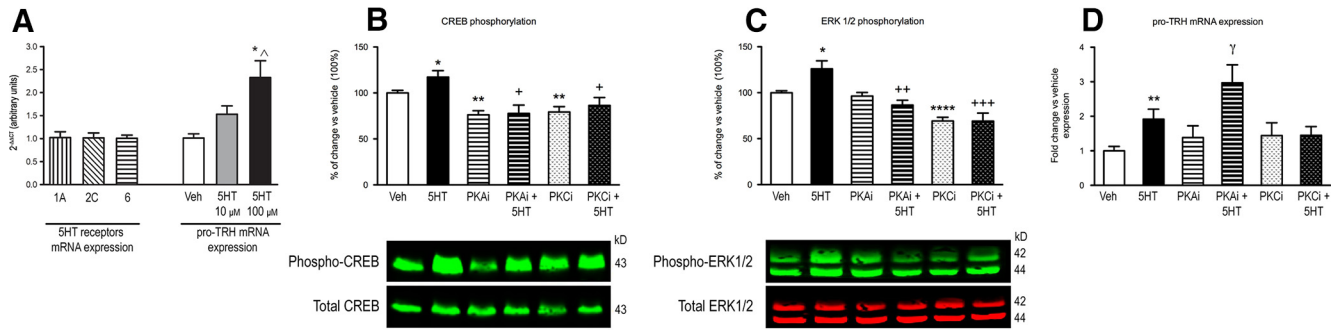 A
2-ΔΔCT (arbitrary units)
3.0
2.5
2.0
1.5
1.0
0.5
0.0
* ^
1A 2C 6 Veh 5HT 5HT
10 µM 100 µM
5HT receptors
mRNA expression
pro-TRH mRNA
expression
B
CREB phosphorylation
% of change vs vehicle (100%)
150
100
50
0
* ** + ** +
Veh 5HT PKAi PKAi + PKCi PKCi +
5HT 5HT
kD
Phospho-CREB 43
Total CREB 43
C
ERK 1/2 phosphorylation
% of change vs vehicle (100%)
150
100
50
0
* ++ **** +++
Veh 5HT PKAi PKAi + PKCi PKCi +
5HT 5HT
kD
Phospho-ERK1/2 42
44
Total ERK1/2 42
44
D
pro-TRH mRNA expression
Fold change vs vehicle
expression
4
3
2
1
0
** γ
Veh 5HT PKAi PKAi + PKCi PKCi +
5HT 5HT